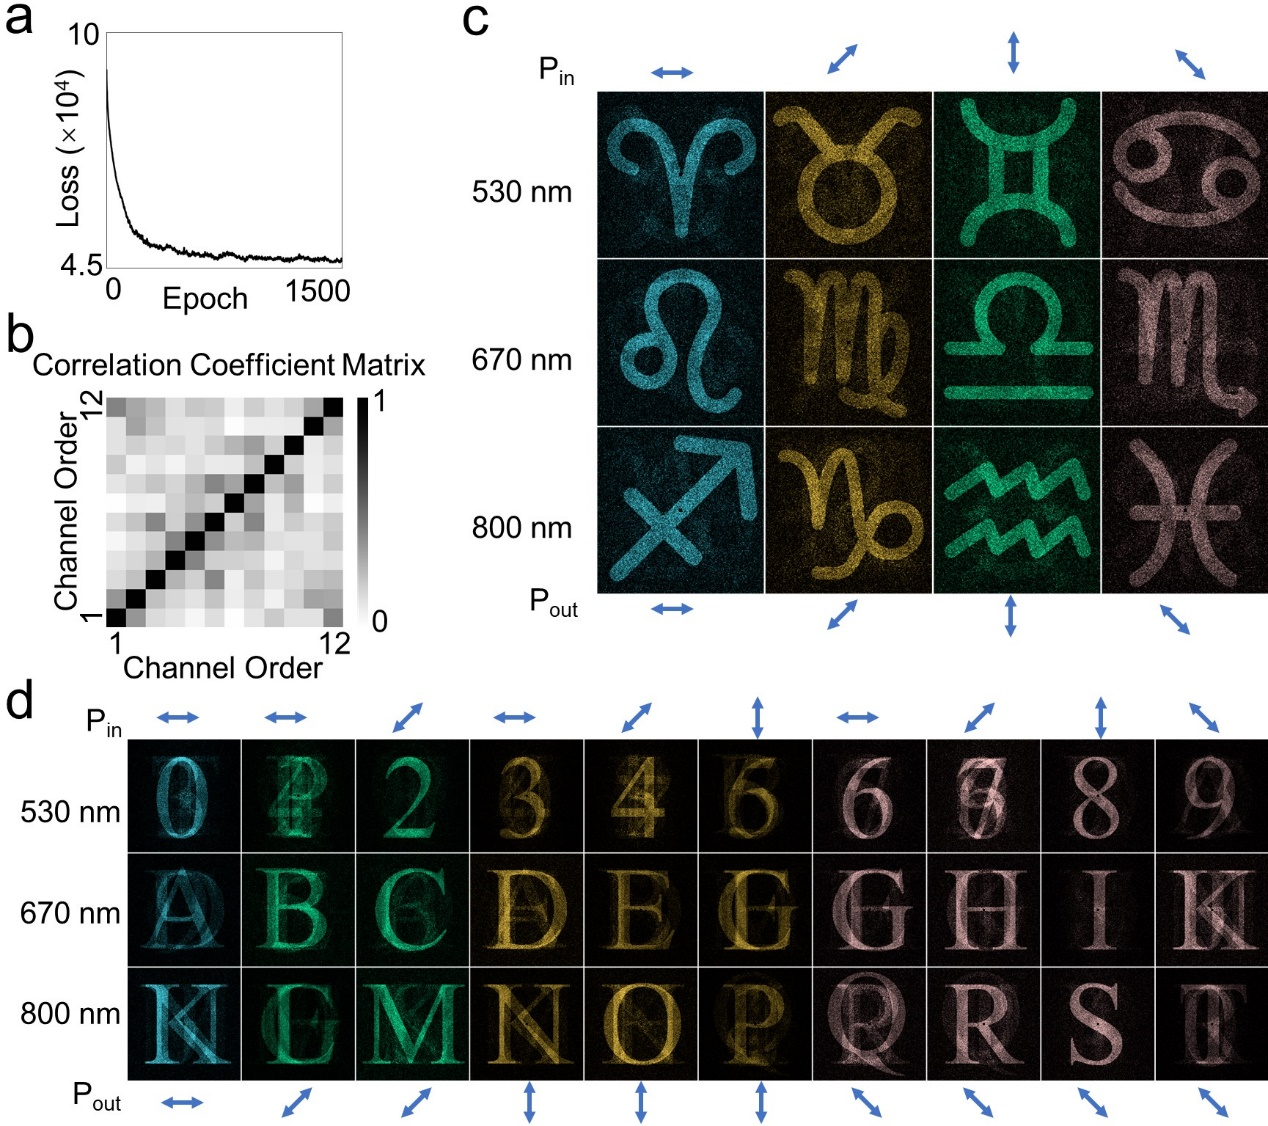 a
10
Loss (×10⁴)
4.5
0
1500
Epoch
b
Correlation Coefficient Matrix
12
Channel Order
1
1
0
1
12
Channel Order
c
P_in
530 nm
670 nm
800 nm
P_out
d
P_in
530 nm
0 2 3 4 5 6 7 8 9
670 nm
A B C D E G H I K
800 nm
K L M N O P Q R S T
P_out